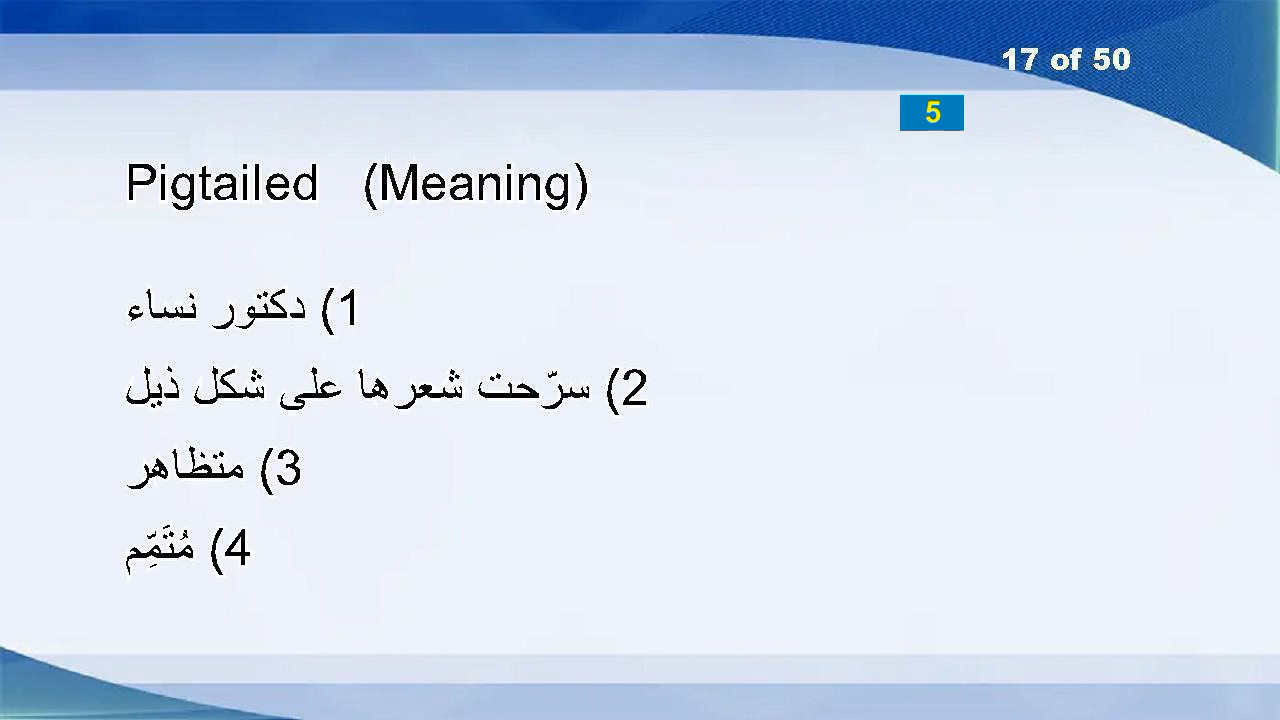 17 of 50
5
Pigtailed (Meaning)
1) دكتور نساء
2) سرّحت شعرها على شكل ذيل
3) متظاهر
4) مُتَمِّم